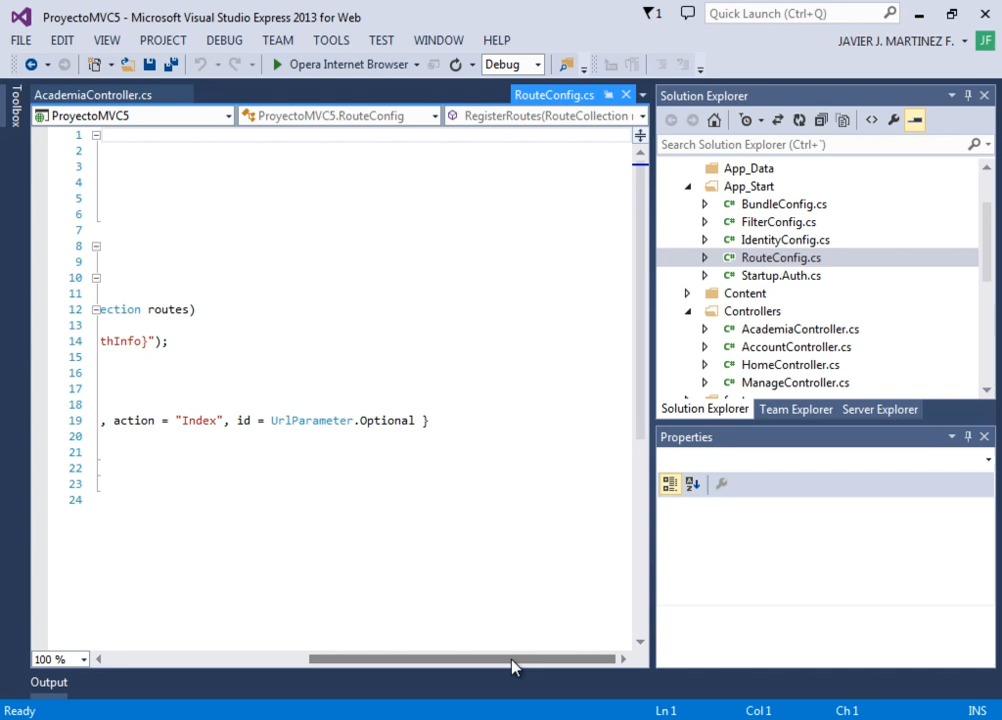 ProyectoMVC5 - Microsoft Visual Studio Express 2013 for Web
1
Quick Launch (Ctrl+Q)
FILE EDIT VIEW PROJECT DEBUG TEAM TOOLS TEST WINDOW HELP
JAVIER J. MARTINEZ F.
JF
Opera Internet Browser
Debug
Toolbox
AcademiaController.cs
RouteConfig.cs
ProyectoMVC5
ProyectoMVC5.RouteConfig
RegisterRoutes(RouteCollection
1
2
3
4
5
6
7
8
9
10
11
12 ection routes)
13
14 thInfo}");
15
16
17
18
19 , action = "Index", id = UrlParameter.Optional }
20
21
22
23
24
100 %
Solution Explorer
Search Solution Explorer (Ctrl+´)
App_Data
App_Start
C# BundleConfig.cs
C# FilterConfig.cs
C# IdentityConfig.cs
C# RouteConfig.cs
C# Startup.Auth.cs
Content
Controllers
C# AcademiaController.cs
C# AccountController.cs
C# HomeController.cs
C# ManageController.cs
Solution Explorer Team Explorer Server Explorer
Properties
Output
Ready
Ln 1
Col 1
Ch 1
INS